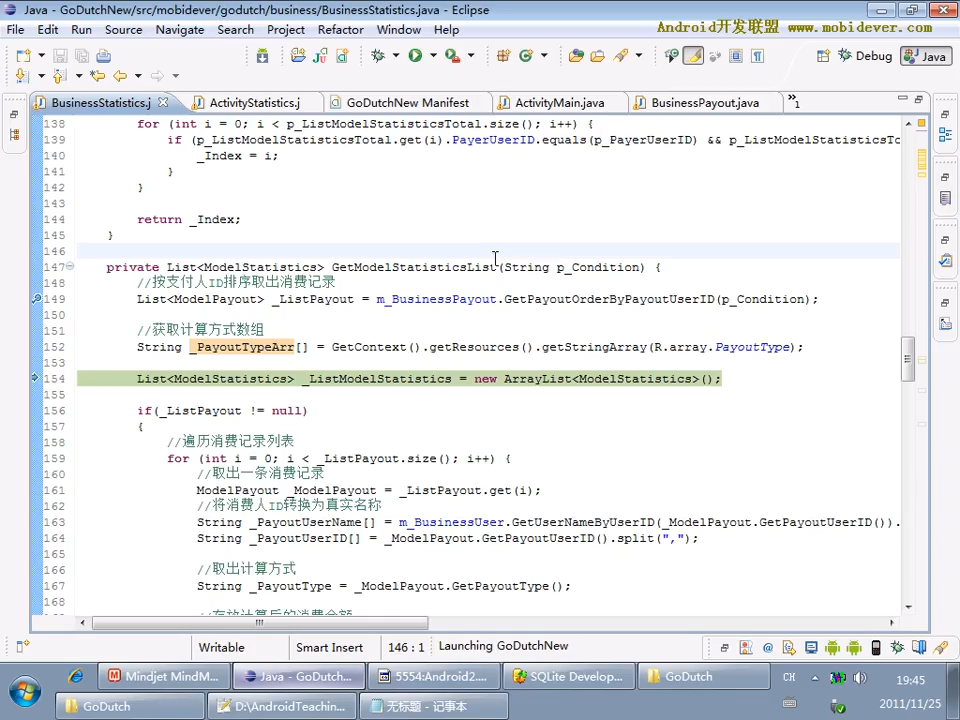 Java - GoDutchNew/src/mobidever/godutch/business/BusinessStatistics.java - Eclipse
File Edit Run Source Navigate Search Project Refactor Window Help
Android开发联盟 www.mobidever.com
Debug Java
BusinessStatistics.j ActivityStatistics.j GoDutchNew Manifest ActivityMain.java BusinessPayout.java »1
138 for (int i = 0; i < p_ListModelStatisticsTotal.size(); i++) {
139 if (p_ListModelStatisticsTotal.get(i).PayerUserID.equals(p_PayerUserID) && p_ListModelStatisticsTo
140 _Index = i;
141 }
142 }
143
144 return _Index;
145 }
146
147 private List<ModelStatistics> GetModelStatisticsList(String p_Condition) {
148 //按支付人ID排序取出消费记录
149 List<ModelPayout> _ListPayout = m_BusinessPayout.GetPayoutOrderByPayoutUserID(p_Condition);
150
151 //获取计算方式数组
152 String _PayoutTypeArr[] = GetContext().getResources().getStringArray(R.array.PayoutType);
153
154 List<ModelStatistics> _ListModelStatistics = new ArrayList<ModelStatistics>();
155
156 if(_ListPayout != null)
157 {
158 //遍历消费记录列表
159 for (int i = 0; i < _ListPayout.size(); i++) {
160 //取出一条消费记录
161 ModelPayout _ModelPayout = _ListPayout.get(i);
162 //将消费人ID转换为真实名称
163 String _PayoutUserName[] = m_BusinessUser.GetUserNameByUserID(_ModelPayout.GetPayoutUserID()).
164 String _PayoutUserID[] = _ModelPayout.GetPayoutUserID().split(",");
165
166 //取出计算方式
167 String _PayoutType = _ModelPayout.GetPayoutType();
168
//存放计算后的消费金额
Writable Smart Insert 146 : 1 Launching GoDutchNew
Mindjet MindM... Java - GoDutch... 5554:Android2.... SQLite Develop... GoDutch CH 19:45
GoDutch D:\AndroidTeachin... 无标题 - 记事本 2011/11/25